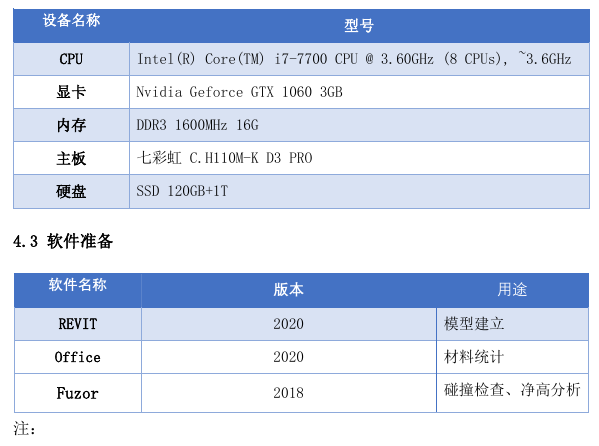 设备名称 型号
CPU Intel(R) Core(TM) i7-7700 CPU @ 3.60GHz (8 CPUs), ~3.6GHz
显卡 Nvidia Geforce GTX 1060 3GB
内存 DDR3 1600MHz 16G
主板 七彩虹 C.H110M-K D3 PRO
硬盘 SSD 120GB+1T
4.3 软件准备
软件名称 版本 用途
REVIT 2020 模型建立
Office 2020 材料统计
Fuzor 2018 碰撞检查、净高分析
注: